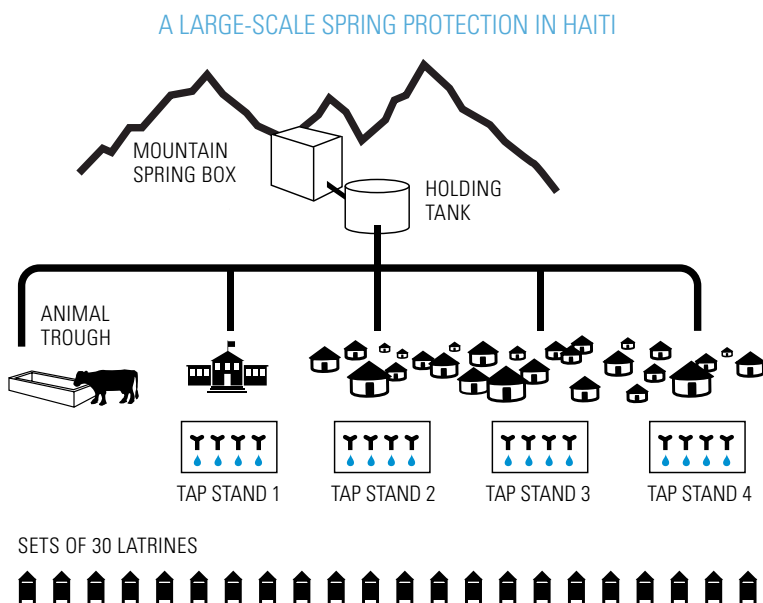 A LARGE-SCALE SPRING PROTECTION IN HAITI
MOUNTAIN
SPRING BOX
HOLDING
TANK
ANIMAL
TROUGH
TAP STAND 1
TAP STAND 2
TAP STAND 3
TAP STAND 4
SETS OF 30 LATRINES